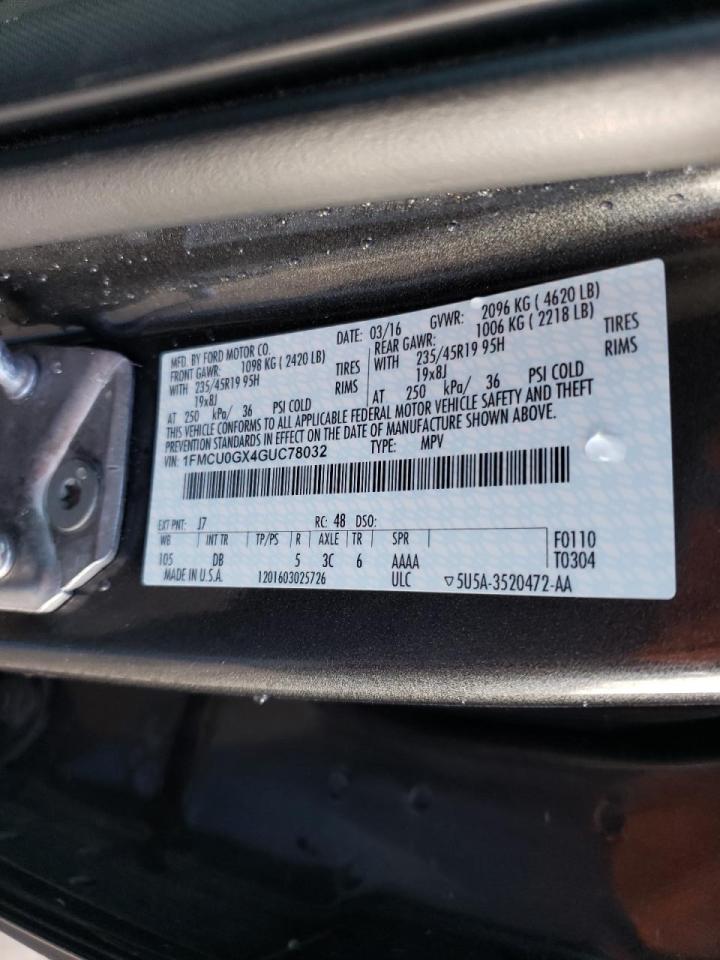 MFD. BY FORD MOTOR CO. DATE: 03/16 GVWR: 2096 KG ( 4620 LB)
FRONT GAWR: 1098 KG ( 2420 LB) REAR GAWR: 1006 KG ( 2218 LB)
WITH 235/45R19 95H TIRES WITH 235/45R19 95H TIRES
19x8J RIMS 19x8J RIMS
AT 250 kPa/ 36 PSI COLD AT 250 kPa/ 36 PSI COLD
THIS VEHICLE CONFORMS TO ALL APPLICABLE FEDERAL MOTOR VEHICLE SAFETY AND THEFT
PREVENTION STANDARDS IN EFFECT ON THE DATE OF MANUFACTURE SHOWN ABOVE.
1FMCU0GX4GUC78032 TYPE: MPV
EXT PNT: J7 RC: 48 DSO:
WB INT TR TP/PS R AXLE TR SPR F0110
105 DB 5 3C 6 AAAA T0304
MADE IN U.S.A. 1201603025726 ULC ▽5U5A-3520472-AA